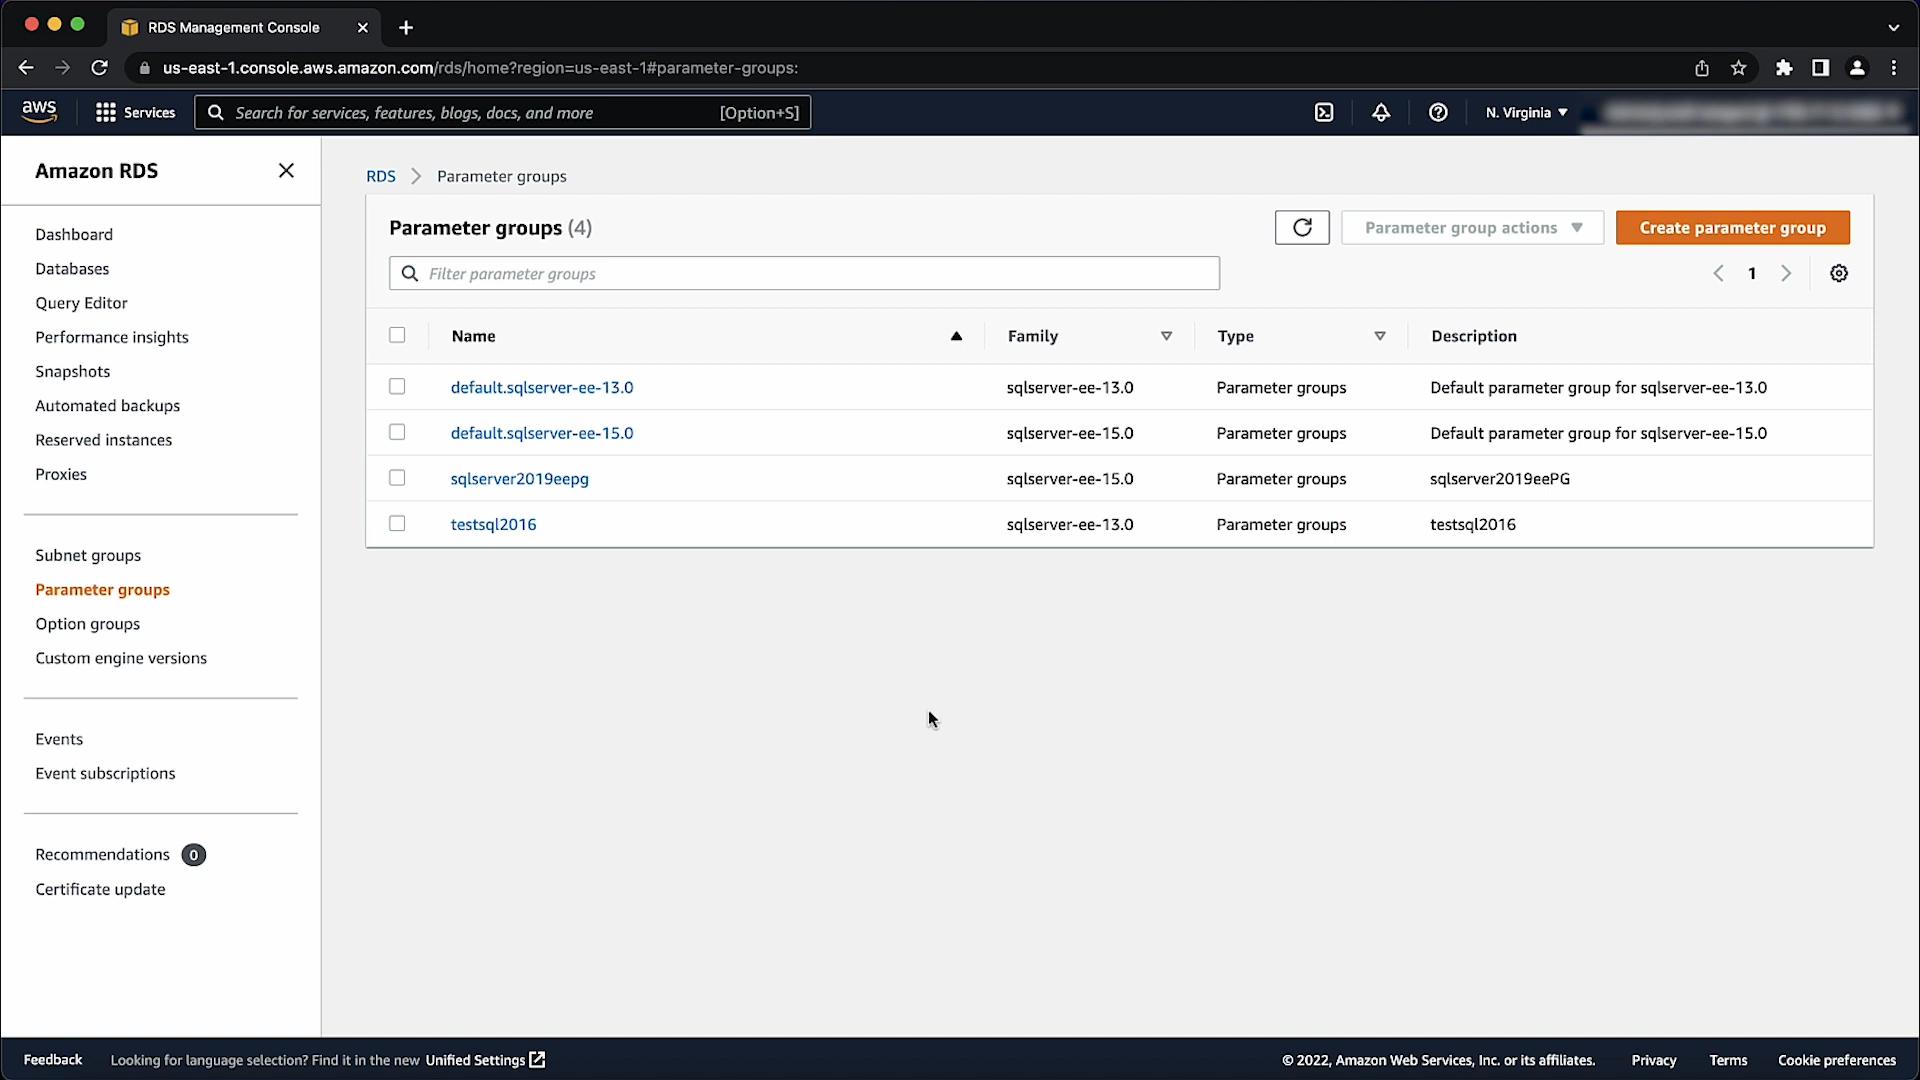 RDS Management Console
us-east-1.console.aws.amazon.com/rds/home?region=us-east-1#parameter-groups:
aws
Services
Search for services, features, blogs, docs, and more
[Option+S]
N. Virginia
Amazon RDS
Dashboard
Databases
Query Editor
Performance insights
Snapshots
Automated backups
Reserved instances
Proxies
Subnet groups
Parameter groups
Option groups
Custom engine versions
Events
Event subscriptions
Recommendations 0
Certificate update
RDS Parameter groups
Parameter groups (4)
Parameter group actions
Create parameter group
Filter parameter groups
1
Name Family Type Description
default.sqlserver-ee-13.0 sqlserver-ee-13.0 Parameter groups Default parameter group for sqlserver-ee-13.0
default.sqlserver-ee-15.0 sqlserver-ee-15.0 Parameter groups Default parameter group for sqlserver-ee-15.0
sqlserver2019eepg sqlserver-ee-15.0 Parameter groups sqlserver2019eePG
testsql2016 sqlserver-ee-13.0 Parameter groups testsql2016
Feedback Looking for language selection? Find it in the new Unified Settings
© 2022, Amazon Web Services, Inc. or its affiliates. Privacy Terms Cookie preferences